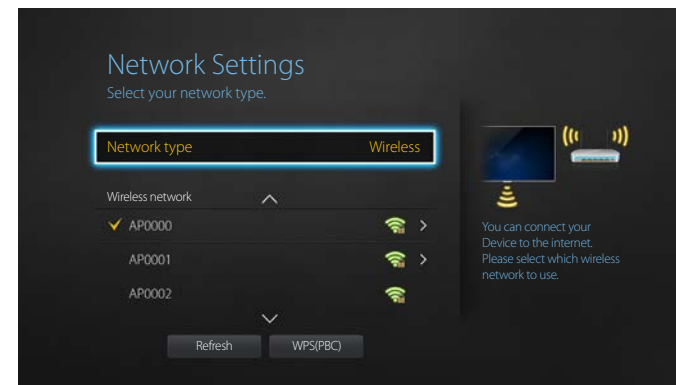 Network Settings
Select your network type.
Network type Wireless
Wireless network
AP0000
AP0001
AP0002
Refresh WPS(PBC)
You can connect your
Device to the internet.
Please select which wireless
network to use.